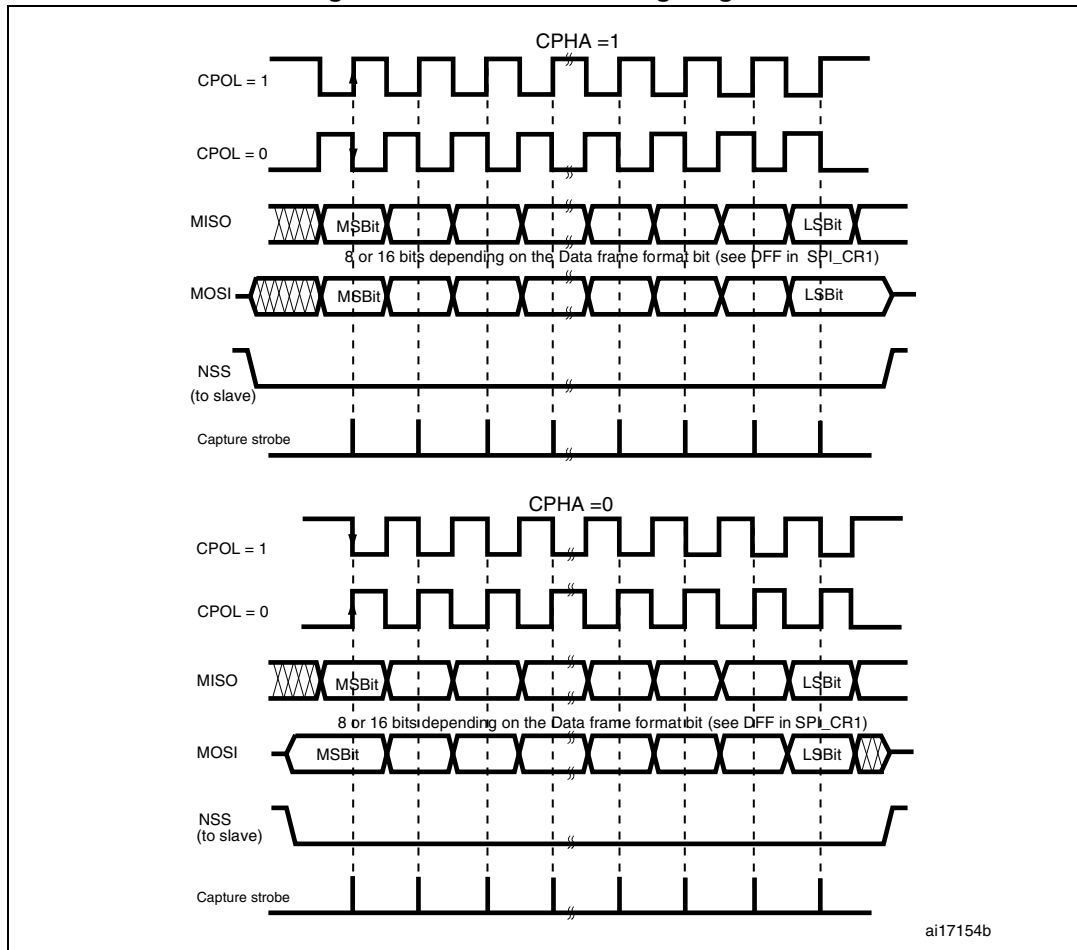 CPHA =1
CPOL = 1
CPOL = 0
MISO
MSBit
LSBit
8 or 16 bits depending on the Data frame format bit (see DFF in SPI_CR1)
MOSI
MSBit
LSBit
NSS
(to slave)
Capture strobe
CPHA =0
CPOL = 1
CPOL = 0
MISO
MSBit
LSBit
8 or 16 bits depending on the Data frame format bit (see DFF in SPI_CR1)
MOSI
MSBit
LSBit
NSS
(to slave)
Capture strobe
ai17154b